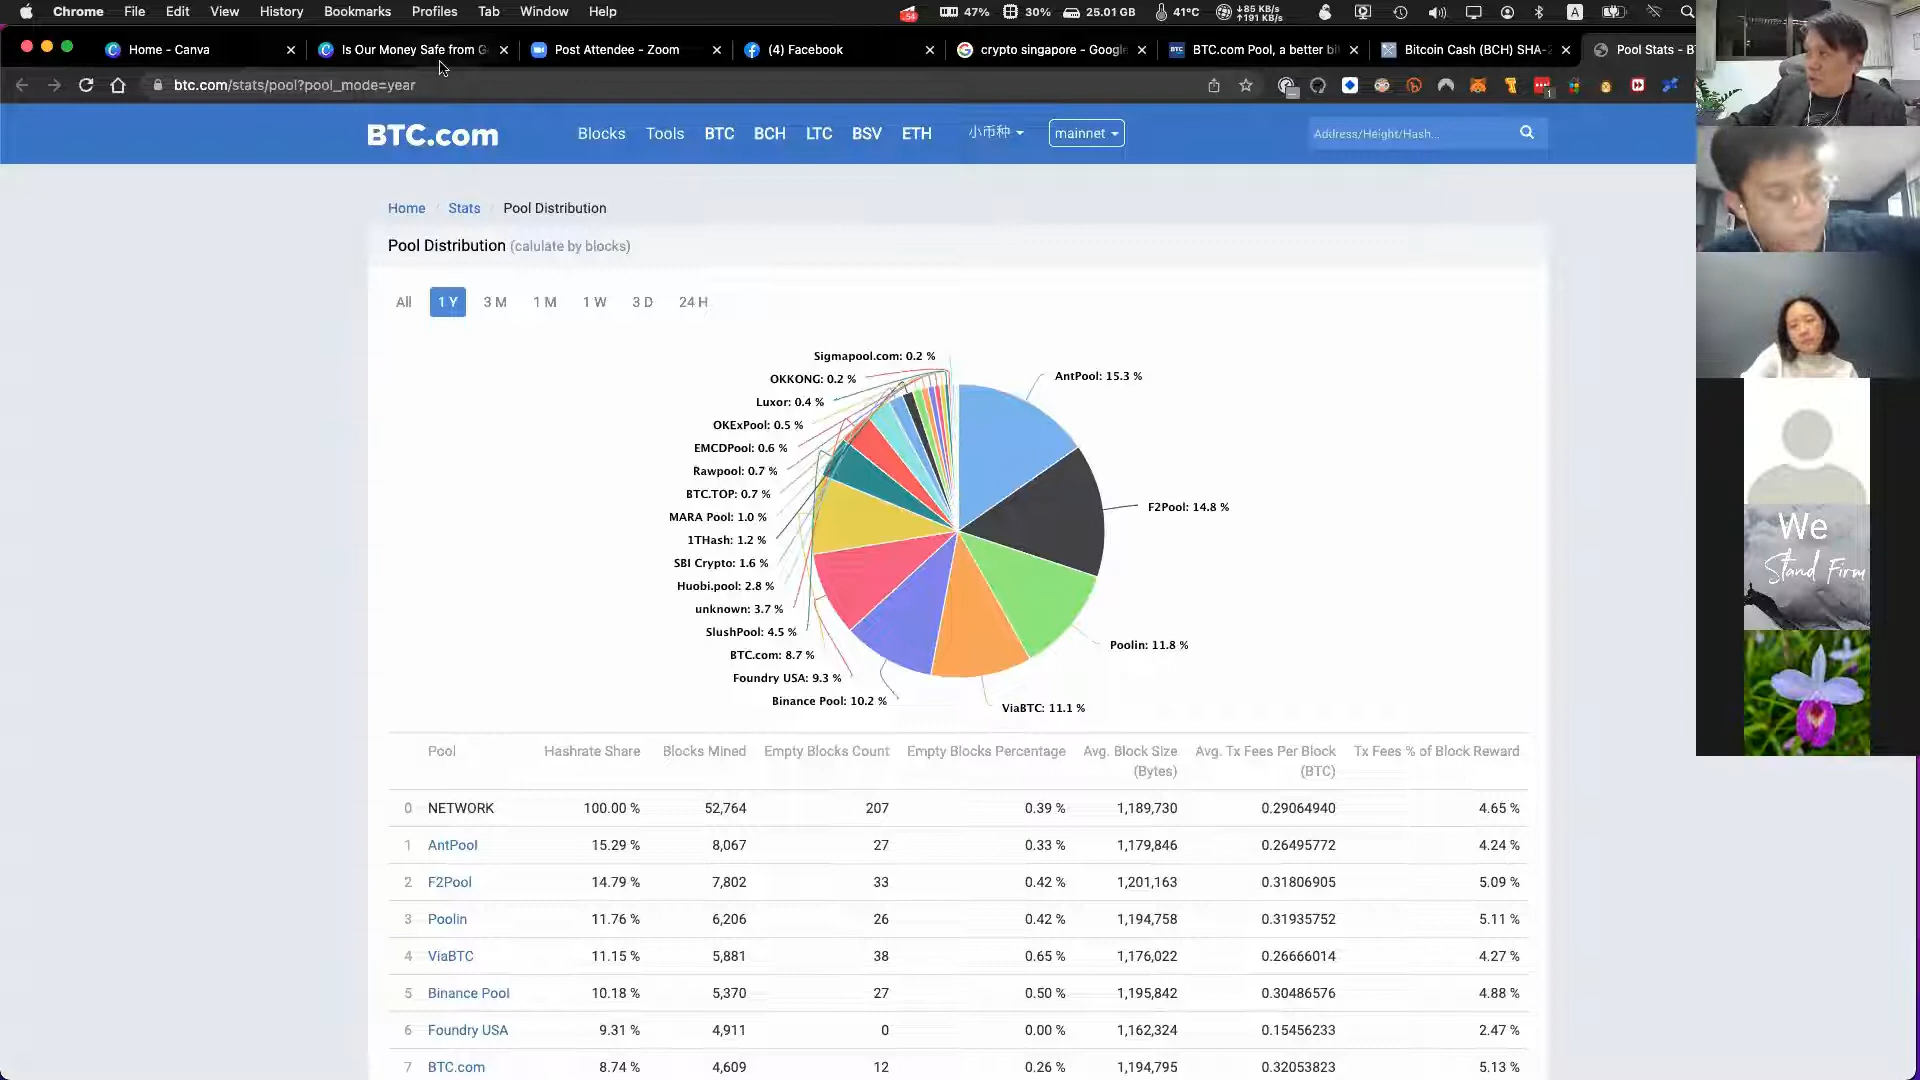 Chrome File Edit View History Bookmarks Profiles Tab Window Help
47% 30% 25.01 GB 41°C ↓85 KB/s ↑191 KB/s A
Home - Canva Is Our Money Safe from G Post Attendee - Zoom (4) Facebook crypto singapore - Google BTC.com Pool, a better bi Bitcoin Cash (BCH) SHA-2 Pool Stats - BT
btc.com/stats/pool?pool_mode=year
BTC.com Blocks Tools BTC BCH LTC BSV ETH 小币种 mainnet Address/Height/Hash...
Home / Stats / Pool Distribution
Pool Distribution (calulate by blocks)
All 1 Y 3 M 1 M 1 W 3 D 24 H
Sigmapool.com: 0.2 %
OKKONG: 0.2 %
Luxor: 0.4 %
OKExPool: 0.5 %
EMCDPool: 0.6 %
Rawpool: 0.7 %
BTC.TOP: 0.7 %
MARA Pool: 1.0 %
1THash: 1.2 %
SBI Crypto: 1.6 %
Huobi.pool: 2.8 %
unknown: 3.7 %
SlushPool: 4.5 %
BTC.com: 8.7 %
Foundry USA: 9.3 %
Binance Pool: 10.2 %
AntPool: 15.3 %
F2Pool: 14.8 %
Poolin: 11.8 %
ViaBTC: 11.1 %
We
Stand Firm
Pool Hashrate Share Blocks Mined Empty Blocks Count Empty Blocks Percentage Avg. Block Size (Bytes) Avg. Tx Fees Per Block (BTC) Tx Fees % of Block Reward
0 NETWORK 100.00 % 52,764 207 0.39 % 1,189,730 0.29064940 4.65 %
1 AntPool 15.29 % 8,067 27 0.33 % 1,179,846 0.26495772 4.24 %
2 F2Pool 14.79 % 7,802 33 0.42 % 1,201,163 0.31806905 5.09 %
3 Poolin 11.76 % 6,206 26 0.42 % 1,194,758 0.31935752 5.11 %
4 ViaBTC 11.15 % 5,881 38 0.65 % 1,176,022 0.26666014 4.27 %
5 Binance Pool 10.18 % 5,370 27 0.50 % 1,195,842 0.30486576 4.88 %
6 Foundry USA 9.31 % 4,911 0 0.00 % 1,162,324 0.15456233 2.47 %
7 BTC.com 8.74 % 4,609 12 0.26 % 1,194,795 0.32053823 5.13 %